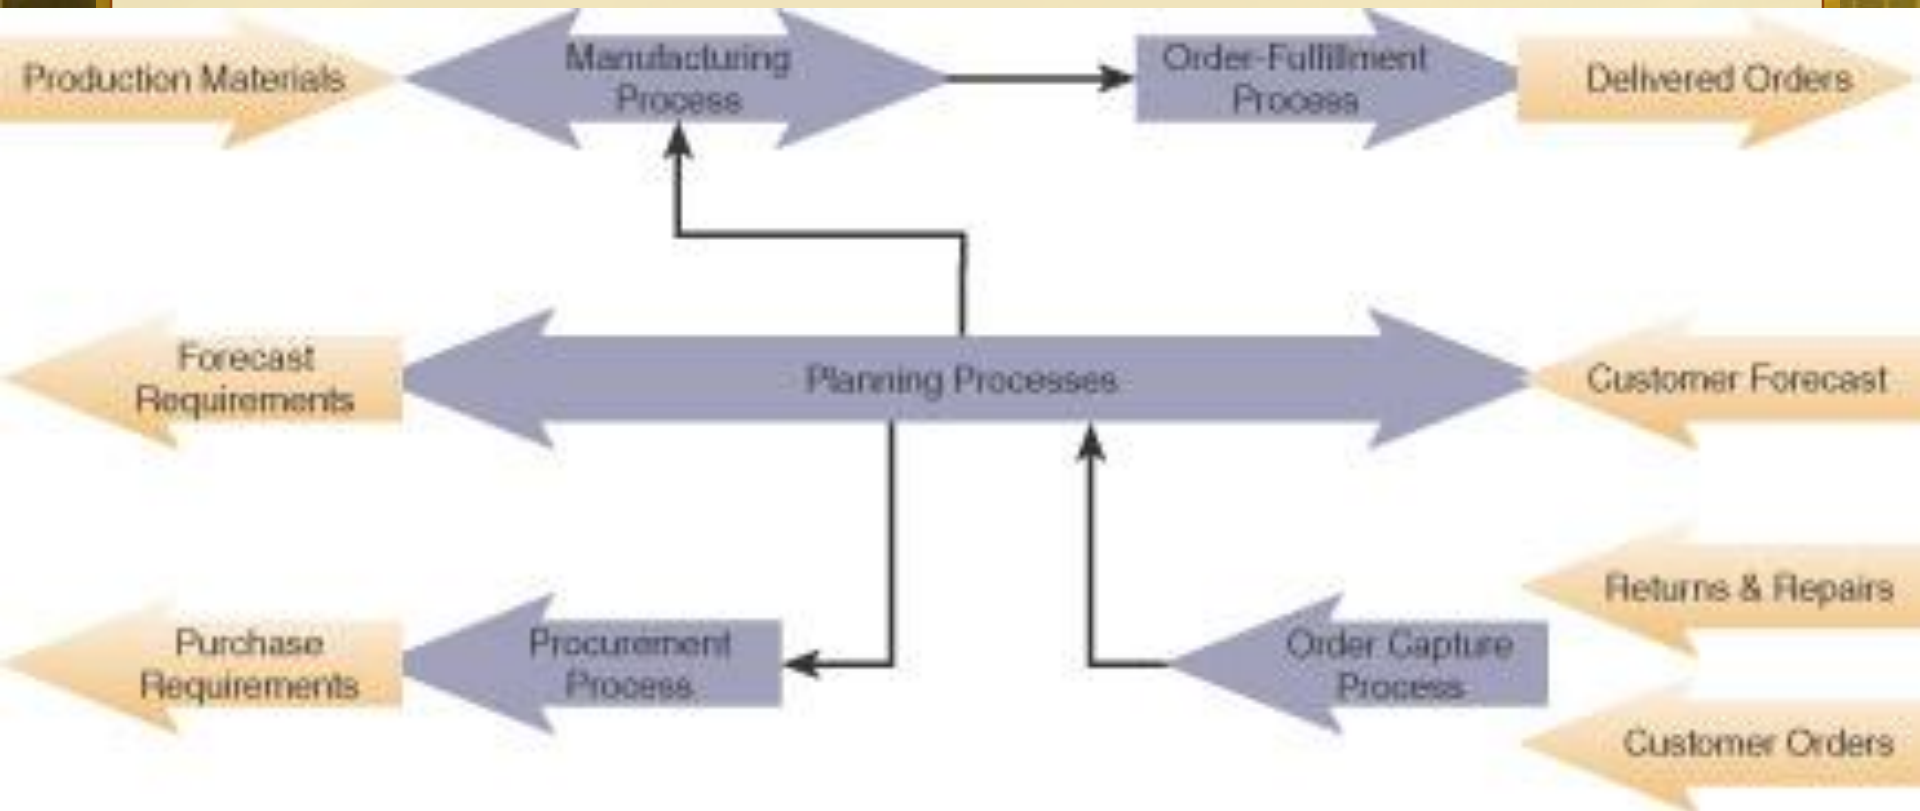 Production Materials
Manufacturing
Process
Order-Fulfillment
Process
Delivered Orders
Forecast
Requirements
Planning Processes
Customer Forecast
Purchase
Requirements
Procurement
Process
Order Capture
Process
Returns & Repairs
Customer Orders